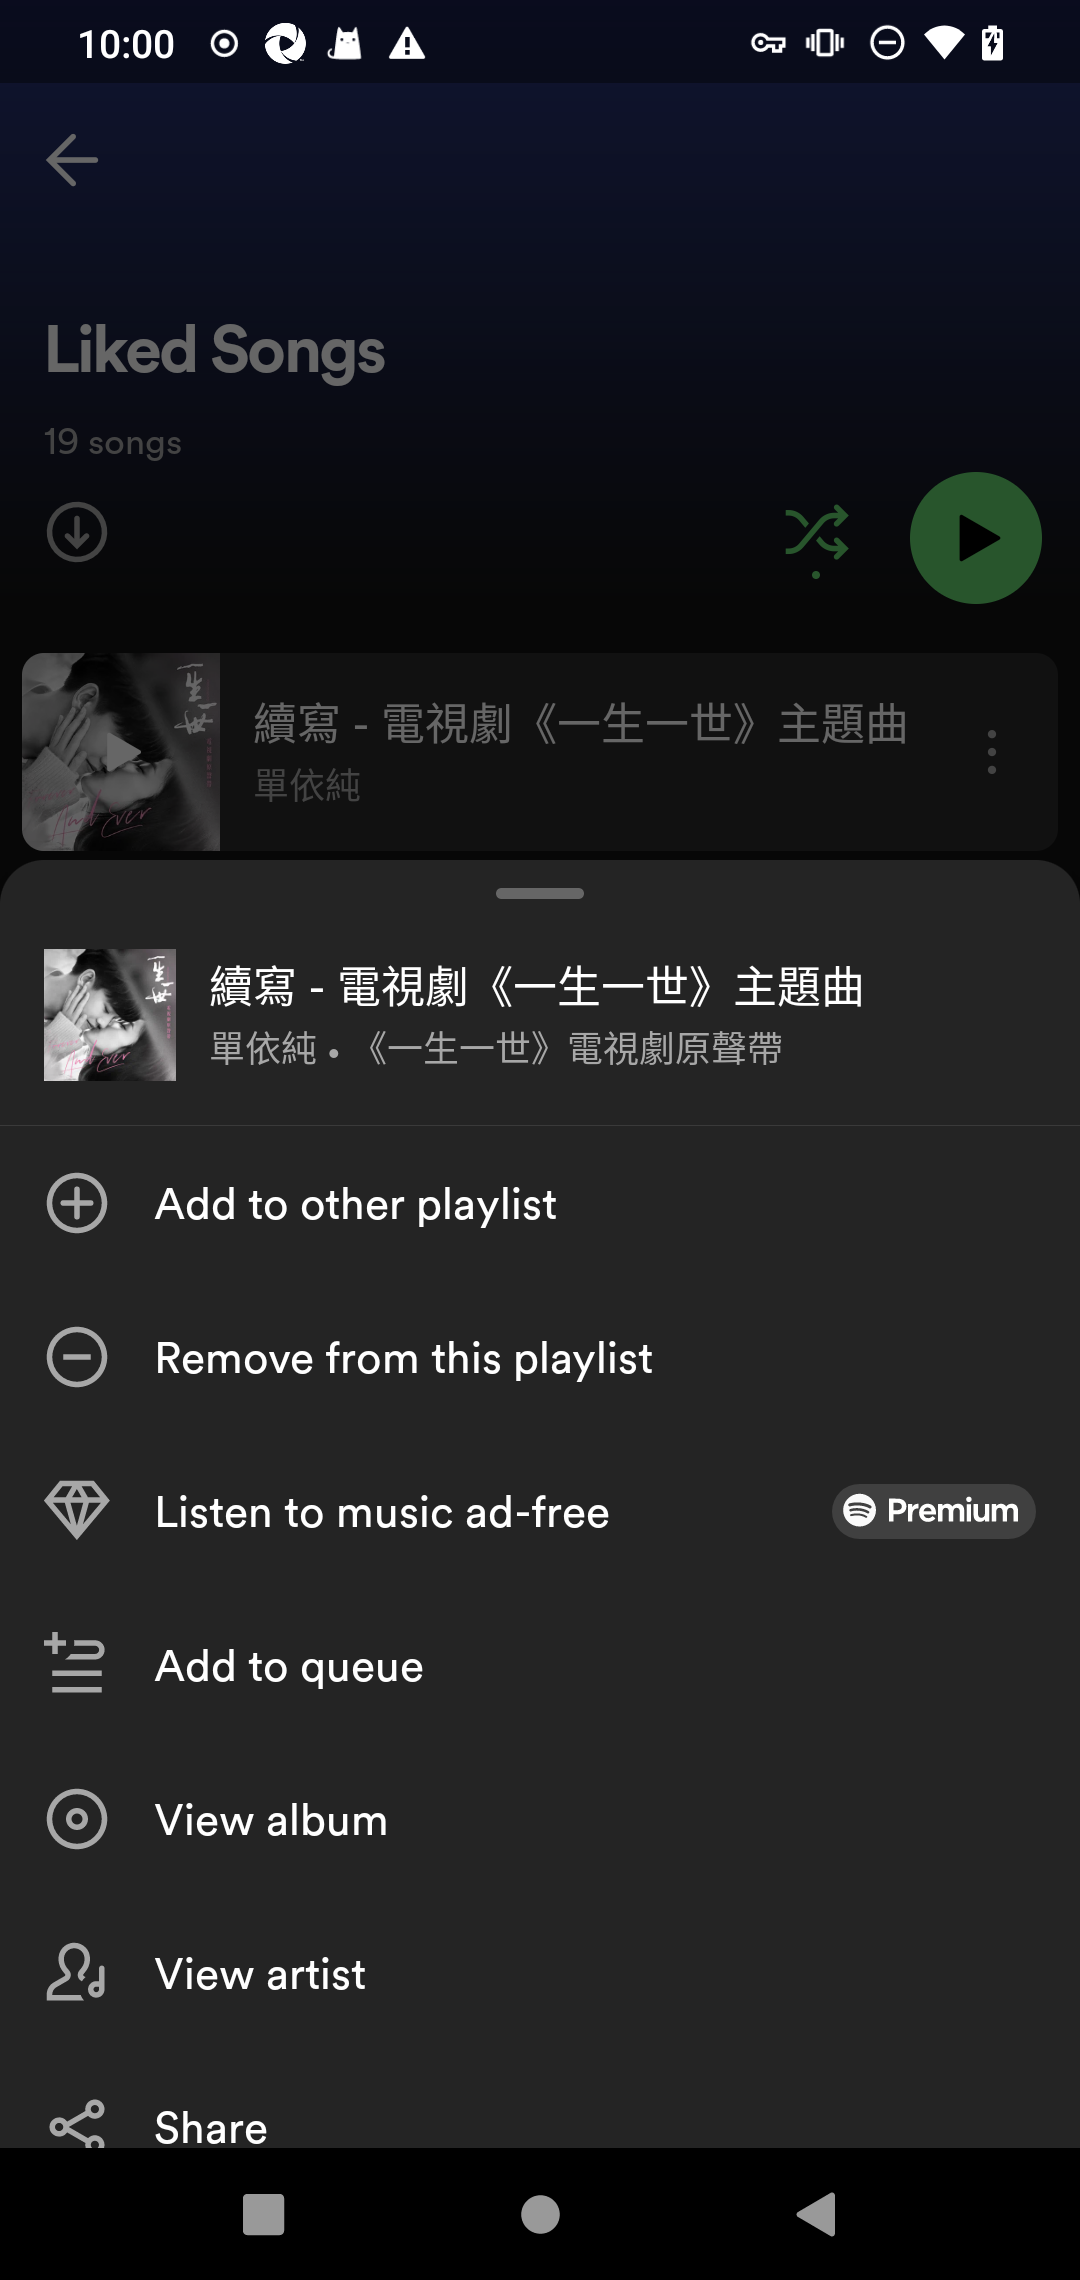 10:00
Liked Songs
19 songs
續寫 - 電視劇《一生一世》主題曲
單依純
續寫 - 電視劇《一生一世》主題曲
單依純 • 《一生一世》電視劇原聲帶
Add to other playlist
Remove from this playlist
Listen to music ad-free
Premium
Add to queue
View album
View artist
Share